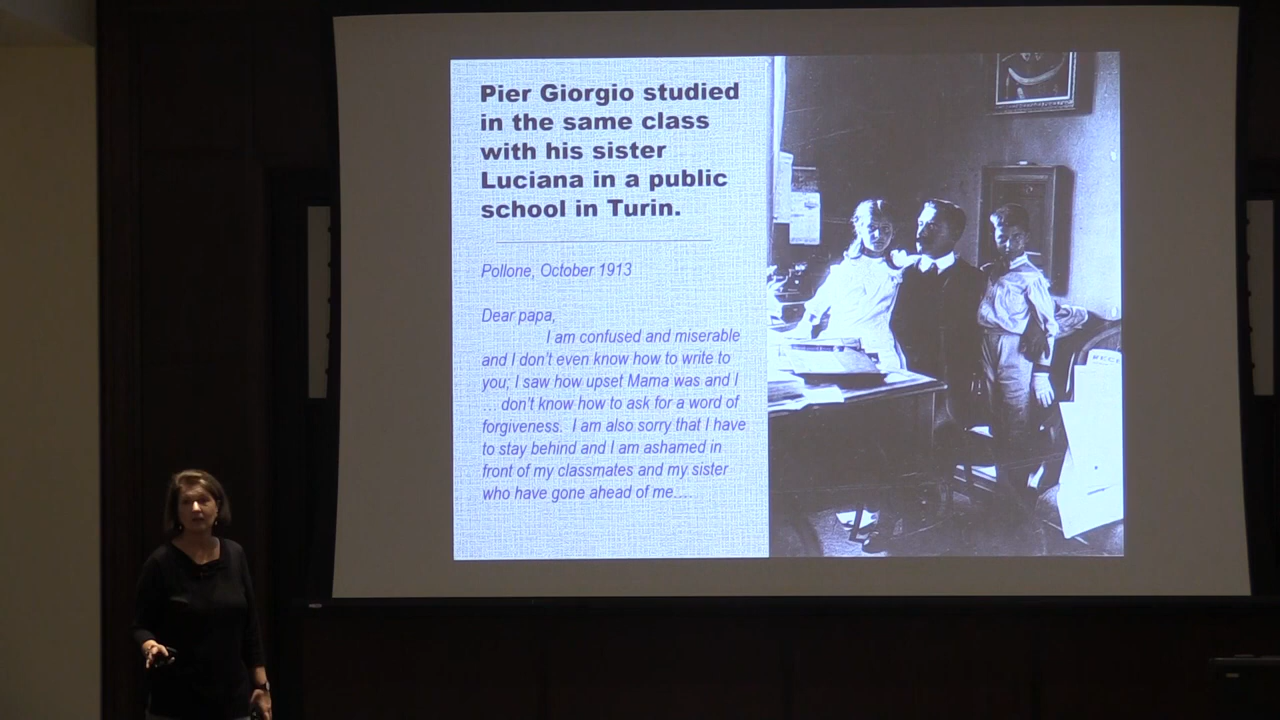 Pier Giorgio studied
in the same class
with his sister
Luciana in a public
school in Turin.
Pollone, October 1913
Dear papa,
I am confused and miserable
and I don't even know how to write to
you; I saw how upset Mama was and I
... don't know how to ask for a word of
forgiveness. I am also sorry that I have
to stay behind and I am ashamed in
front of my classmates and my sister
who have gone ahead of me....